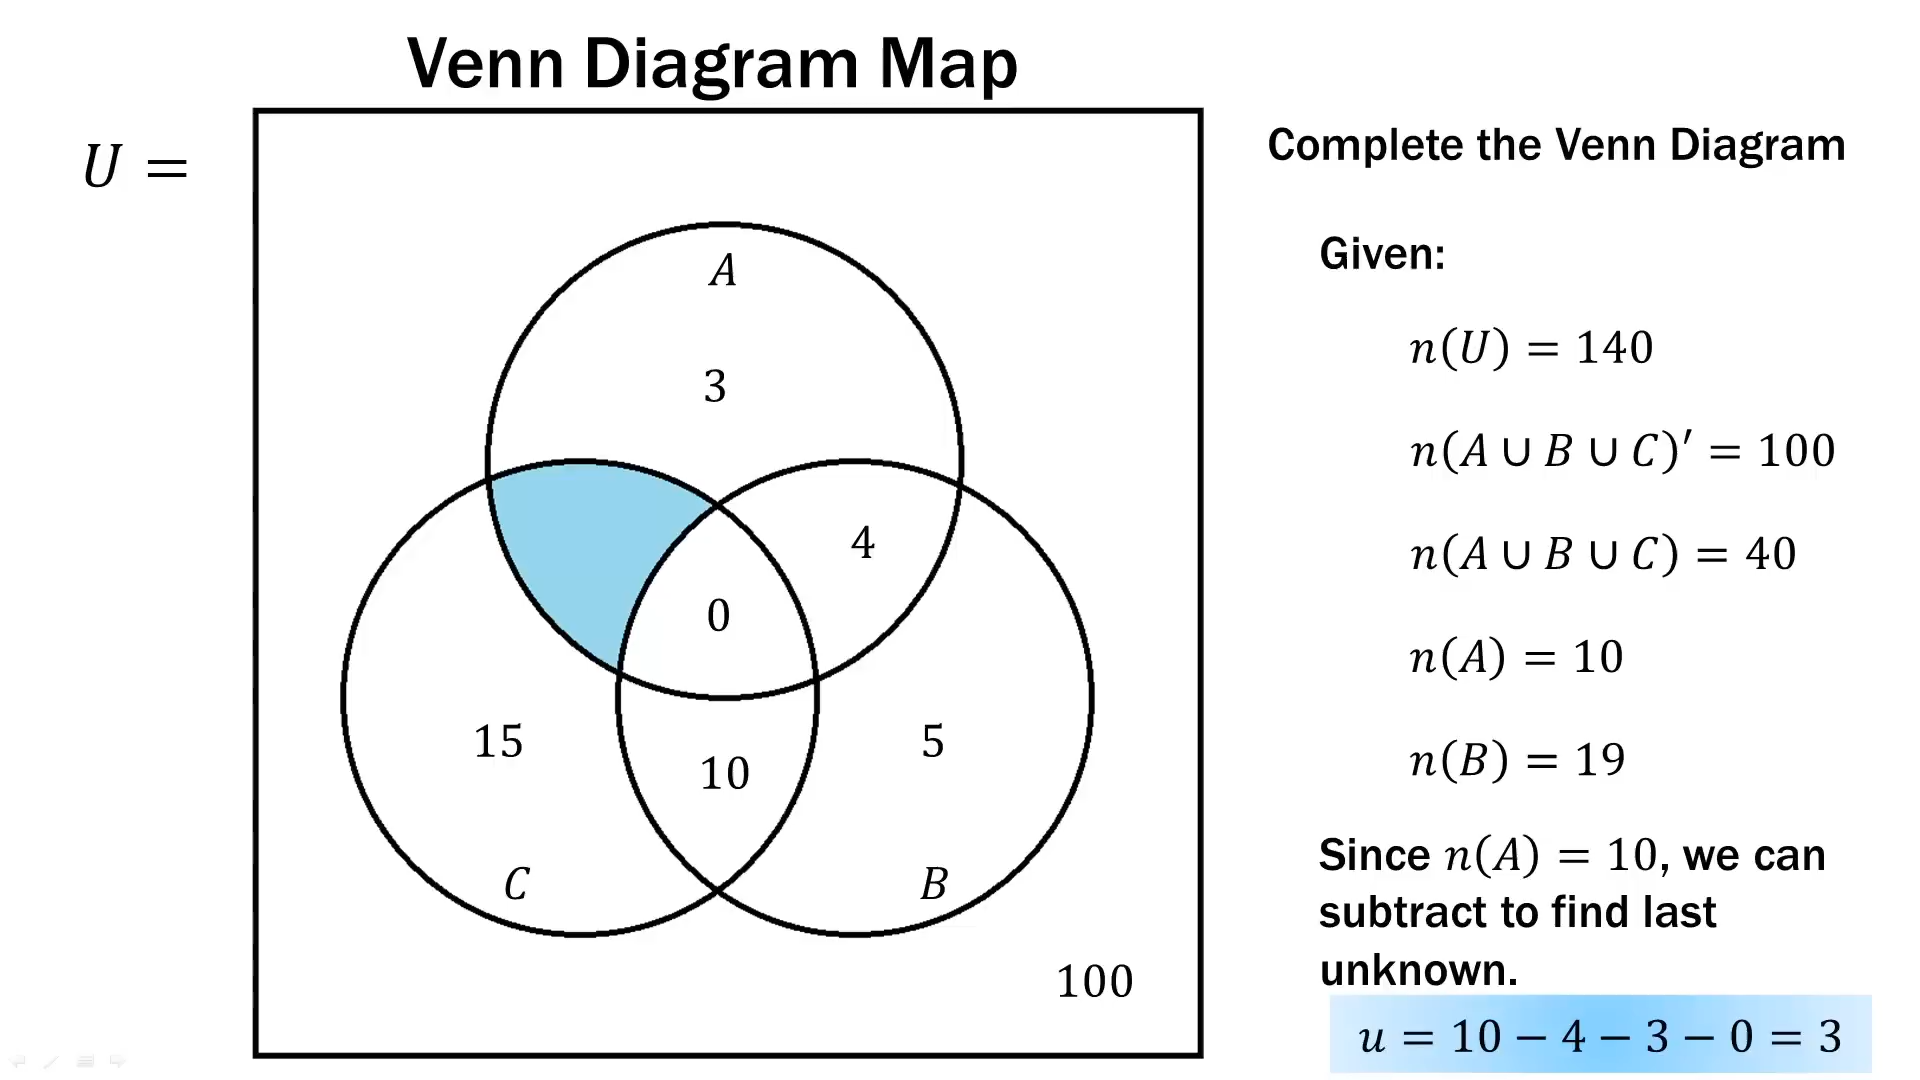 Venn Diagram Map
U =
A
3
4
0
15
5
10
C
B
100
Complete the Venn Diagram
Given:
n(U) = 140
n(A ∪ B ∪ C)′ = 100
n(A ∪ B ∪ C) = 40
n(A) = 10
n(B) = 19
Since n(A) = 10, we can
subtract to find last
unknown.
u = 10 − 4 − 3 − 0 = 3